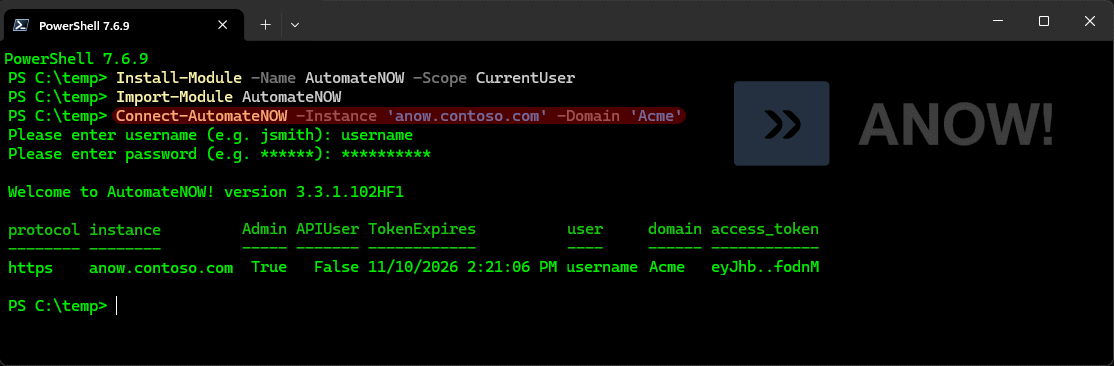 PowerShell 7.6.9
PowerShell 7.6.9
PS C:\temp> Install-Module -Name AutomateNOW -Scope CurrentUser
PS C:\temp> Import-Module AutomateNOW
PS C:\temp> Connect-AutomateNOW -Instance 'anow.contoso.com' -Domain 'Acme'
Please enter username (e.g. jsmith): username
Please enter password (e.g. ******): **********
ANOW!
Welcome to AutomateNOW! version 3.3.1.102HF1
protocol instance Admin APIUser TokenExpires user domain access_token
-------- -------- ----- ------- ------------ ---- ------ ------------
https anow.contoso.com True False 11/10/2026 2:21:06 PM username Acme eyJhb..fodnM
PS C:\temp>